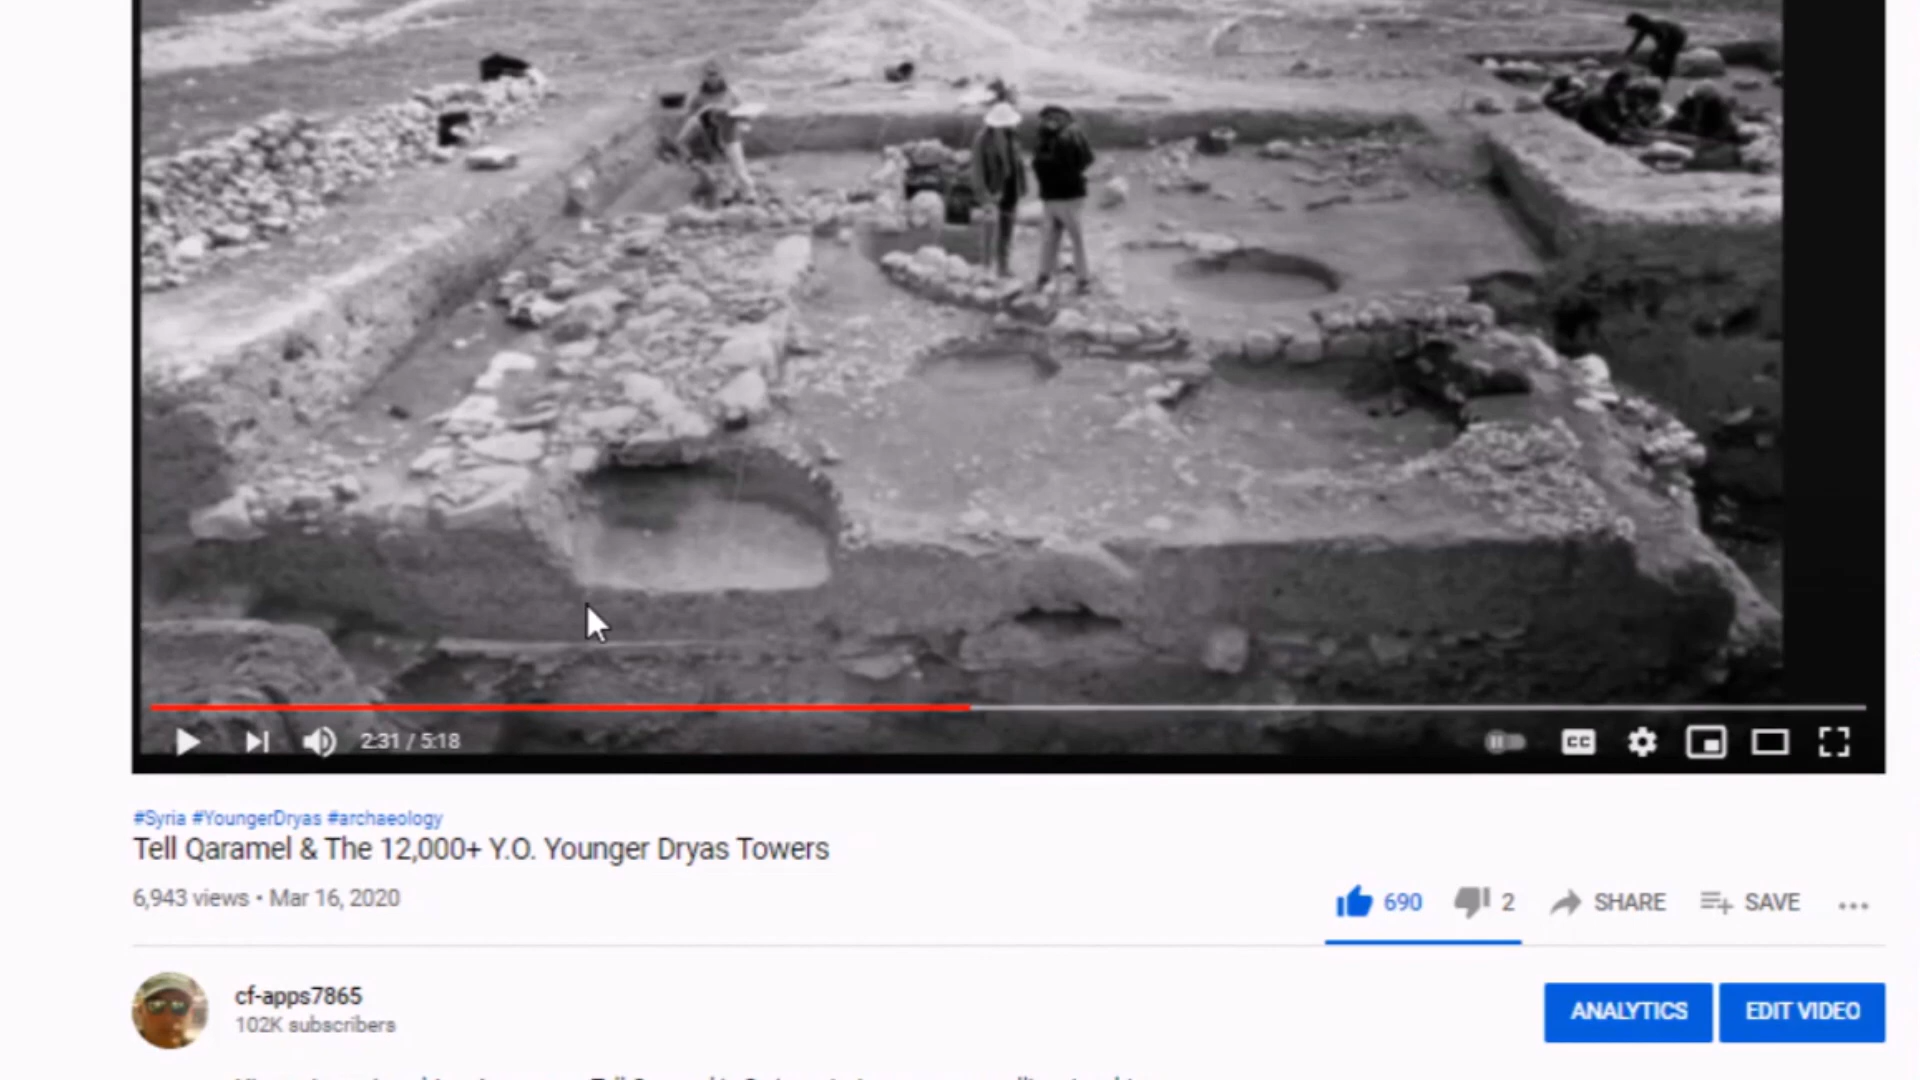 2:31 / 5:18
CC
#Syria #YoungerDryas #archaeology
Tell Qaramel & The 12,000+ Y.O. Younger Dryas Towers
6,943 views • Mar 16, 2020
690 2 SHARE SAVE ...
cf-apps7865
102K subscribers
ANALYTICS EDIT VIDEO